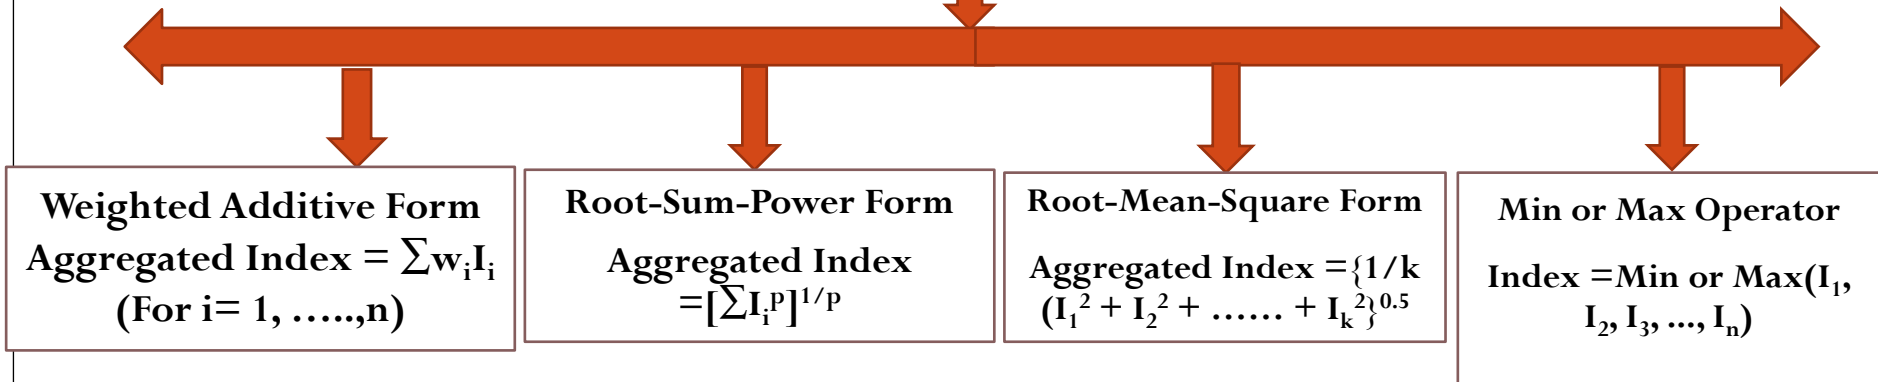 Weighted Additive Form
Aggregated Index = ∑wᵢIᵢ
(For i= 1, .....,n)
Root-Sum-Power Form
Aggregated Index
=[∑Iᵢᵖ]¹/ᵖ
Root-Mean-Square Form
Aggregated Index ={1/k
(I₁² + I₂² + ...... + Iₖ²}⁰·⁵
Min or Max Operator
Index =Min or Max(I₁,
I₂, I₃, ..., Iₙ)